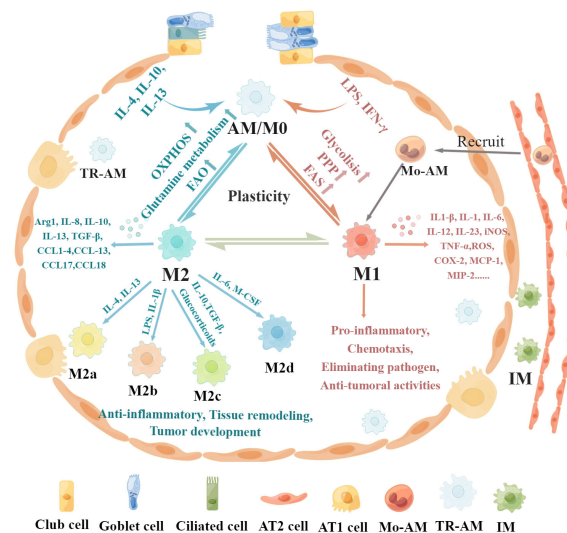 IL-4, IL-10,
IL-13
LPS, IFN-γ
AM/M0
TR-AM
OXPHOS
Glutamine metabolism
FAO
Glycolisis
PPP
FAS
Recruit
Mo-AM
Plasticity
Arg1, IL-8, IL-10,
IL-13, TGF-β,
CCL1-4,CCL-13,
CCL17,CCL18
IL1-β, IL-1, IL-6,
IL-12, IL-23, iNOS,
TNF-α,ROS,
COX-2, MCP-1,
MIP-2......
M2
M1
IL-4, IL-13
LPS, IL-1β
IL-10,TGF-β,
Glucocorticoids
IL-6, M-CSF
M2a
M2b
M2c
M2d
Pro-inflammatory,
Chemotaxis,
Eliminating pathogen,
Anti-tumoral activities
IM
Anti-inflammatory, Tissue remodeling,
Tumor development
Club cell
Goblet cell
Ciliated cell
AT2 cell
AT1 cell
Mo-AM
TR-AM
IM